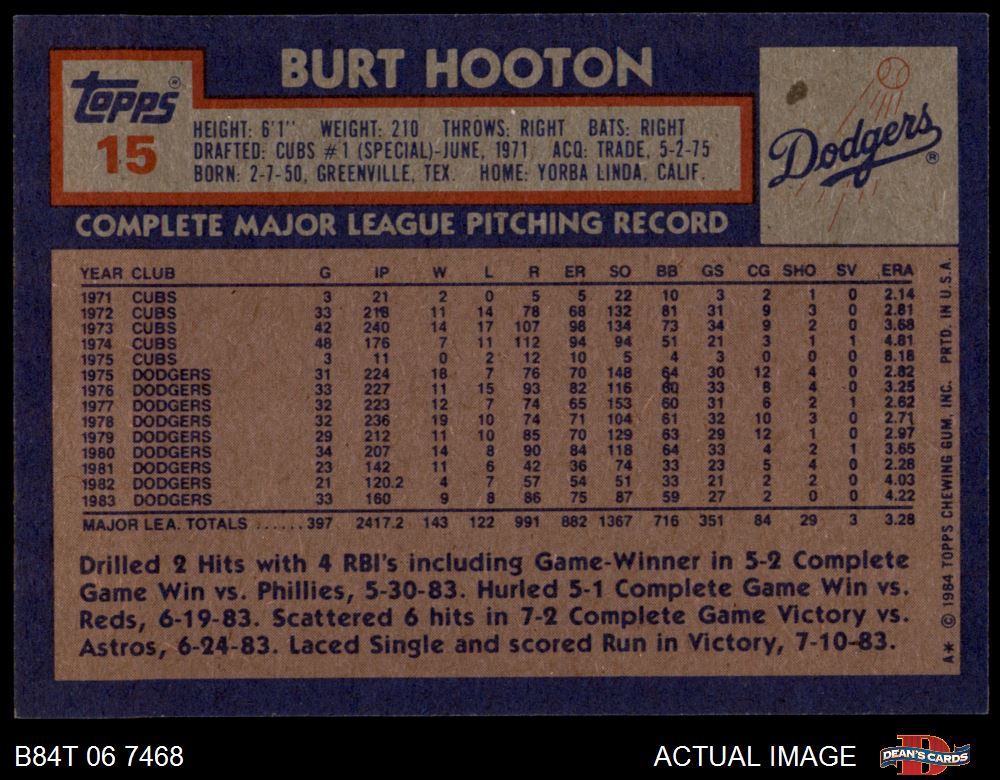 BURT HOOTON
Topps®
15
HEIGHT: 6'1" WEIGHT: 210 THROWS: RIGHT BATS: RIGHT
DRAFTED: CUBS #1 (SPECIAL)-JUNE, 1971 ACQ: TRADE, 5-2-75
BORN: 2-7-50, GREENVILLE, TEX. HOME: YORBA LINDA, CALIF.
Dodgers®
COMPLETE MAJOR LEAGUE PITCHING RECORD
YEAR CLUB G IP W L R ER SO BB GS CG SHO SV ERA
1971 CUBS 3 21 2 0 5 5 22 10 3 2 1 0 2.14
1972 CUBS 33 218 11 14 78 68 132 81 31 9 3 0 2.81
1973 CUBS 42 240 14 17 107 98 134 73 34 9 2 0 3.68
1974 CUBS 48 176 7 11 112 94 94 51 21 3 1 1 4.81
1975 CUBS 3 11 0 2 12 10 5 4 3 0 0 0 8.18
1975 DODGERS 31 224 18 7 76 70 148 64 30 12 4 0 2.82
1976 DODGERS 33 227 11 15 93 82 116 60 33 8 4 0 3.25
1977 DODGERS 32 223 12 7 74 65 153 60 31 6 2 1 2.62
1978 DODGERS 32 236 19 10 74 71 104 61 32 10 3 0 2.71
1979 DODGERS 29 212 11 10 85 70 129 63 29 12 1 0 2.97
1980 DODGERS 34 207 14 8 90 84 118 64 33 4 2 1 3.65
1981 DODGERS 23 142 11 6 42 36 74 33 23 5 4 0 2.28
1982 DODGERS 21 120.2 4 7 57 54 51 33 21 2 2 0 4.03
1983 DODGERS 33 160 9 8 86 75 87 59 27 2 0 0 4.22
MAJOR LEA. TOTALS ......397 2417.2 143 122 991 882 1367 716 351 84 29 3 3.28
Drilled 2 Hits with 4 RBI's including Game-Winner in 5-2 Complete
Game Win vs. Phillies, 5-30-83. Hurled 5-1 Complete Game Win vs.
Reds, 6-19-83. Scattered 6 hits in 7-2 Complete Game Victory vs.
Astros, 6-24-83. Laced Single and scored Run in Victory, 7-10-83.
A* © 1984 TOPPS CHEWING GUM, INC. PRTD. IN U.S.A.
B84T 06 7468
ACTUAL IMAGE
DEAN'S CARDS